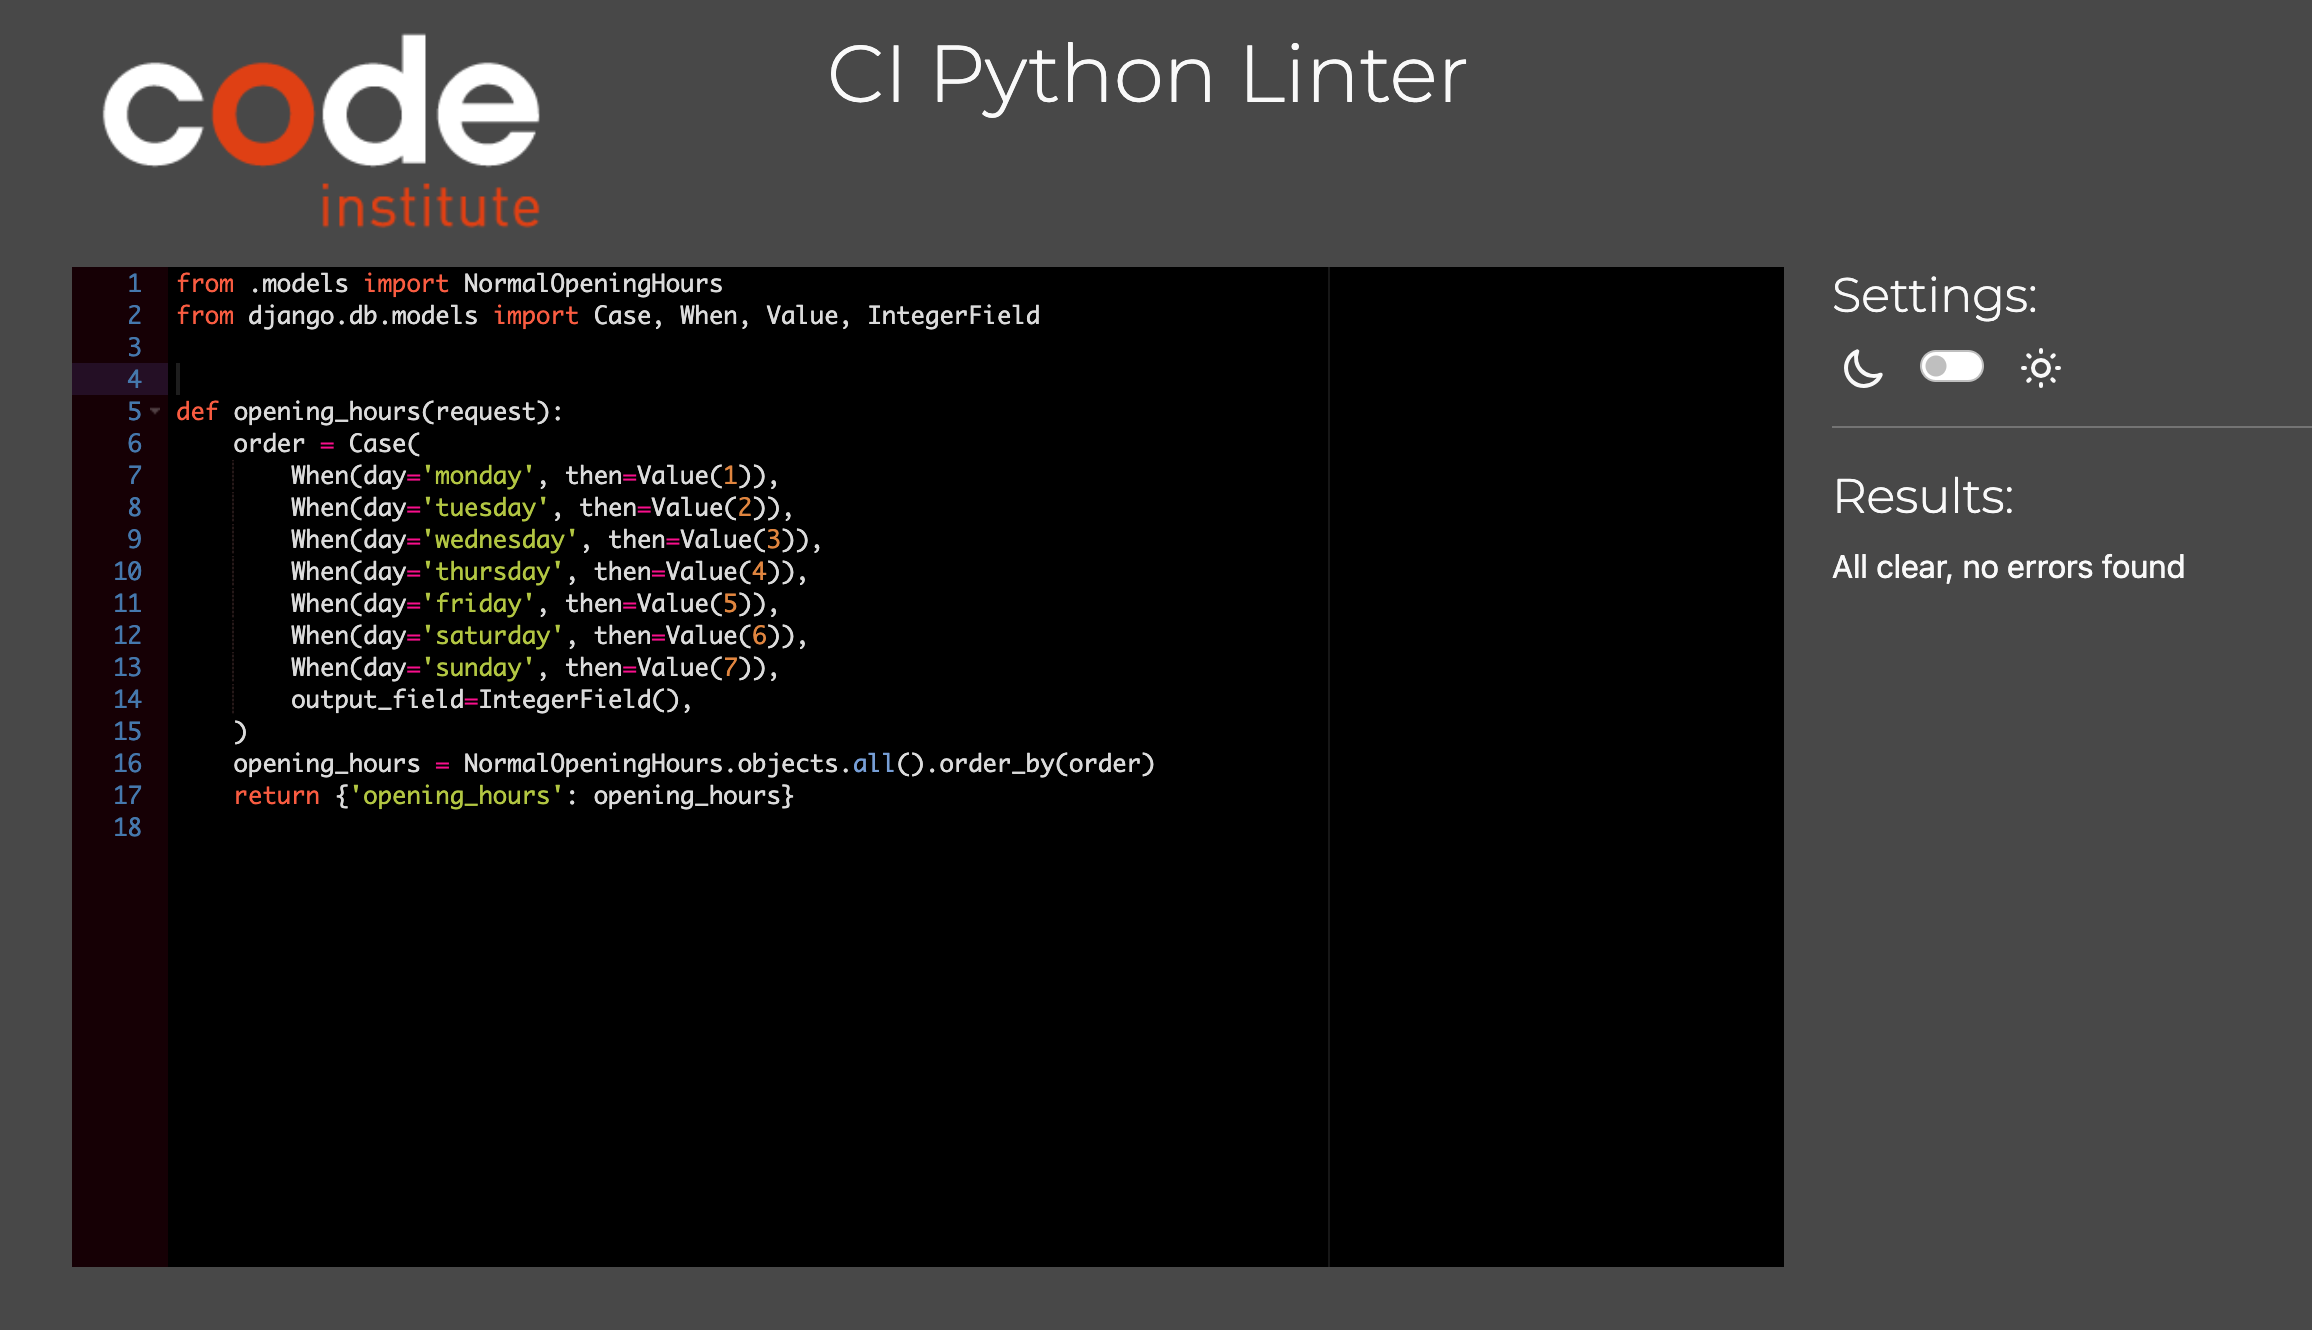 code
institute
CI Python Linter
1 from .models import NormalOpeningHours
2 from django.db.models import Case, When, Value, IntegerField
3
4
5 def opening_hours(request):
6     order = Case(
7         When(day='monday', then=Value(1)),
8         When(day='tuesday', then=Value(2)),
9         When(day='wednesday', then=Value(3)),
10         When(day='thursday', then=Value(4)),
11         When(day='friday', then=Value(5)),
12         When(day='saturday', then=Value(6)),
13         When(day='sunday', then=Value(7)),
14         output_field=IntegerField(),
15     )
16     opening_hours = NormalOpeningHours.objects.all().order_by(order)
17     return {'opening_hours': opening_hours}
18
Settings:
Results:
All clear, no errors found